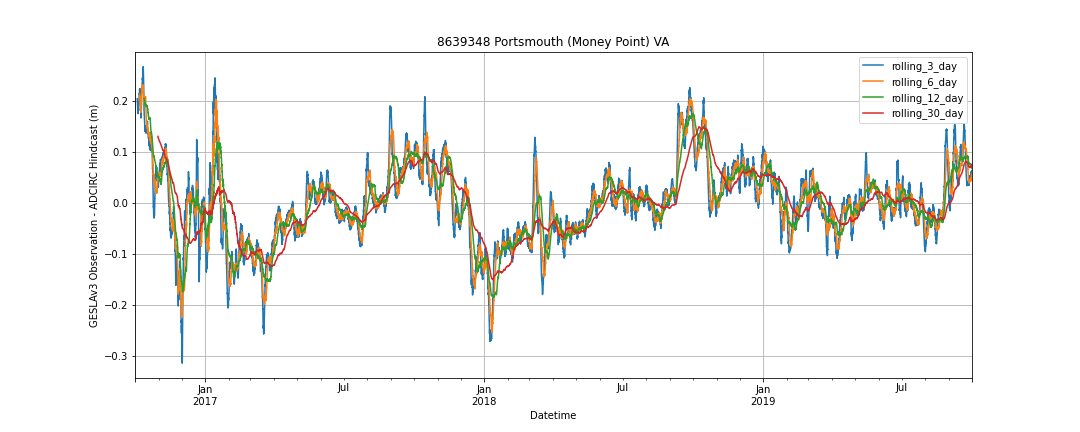 8639348 Portsmouth (Money Point) VA
rolling_3_day
rolling_6_day
rolling_12_day
rolling_30_day
GESLAv3 Observation - ADCIRC Hindcast (m)
0.2
0.1
0.0
−0.1
−0.2
−0.3
Jan Jul Jan Jul Jan Jul
2017 2018 2019
Datetime